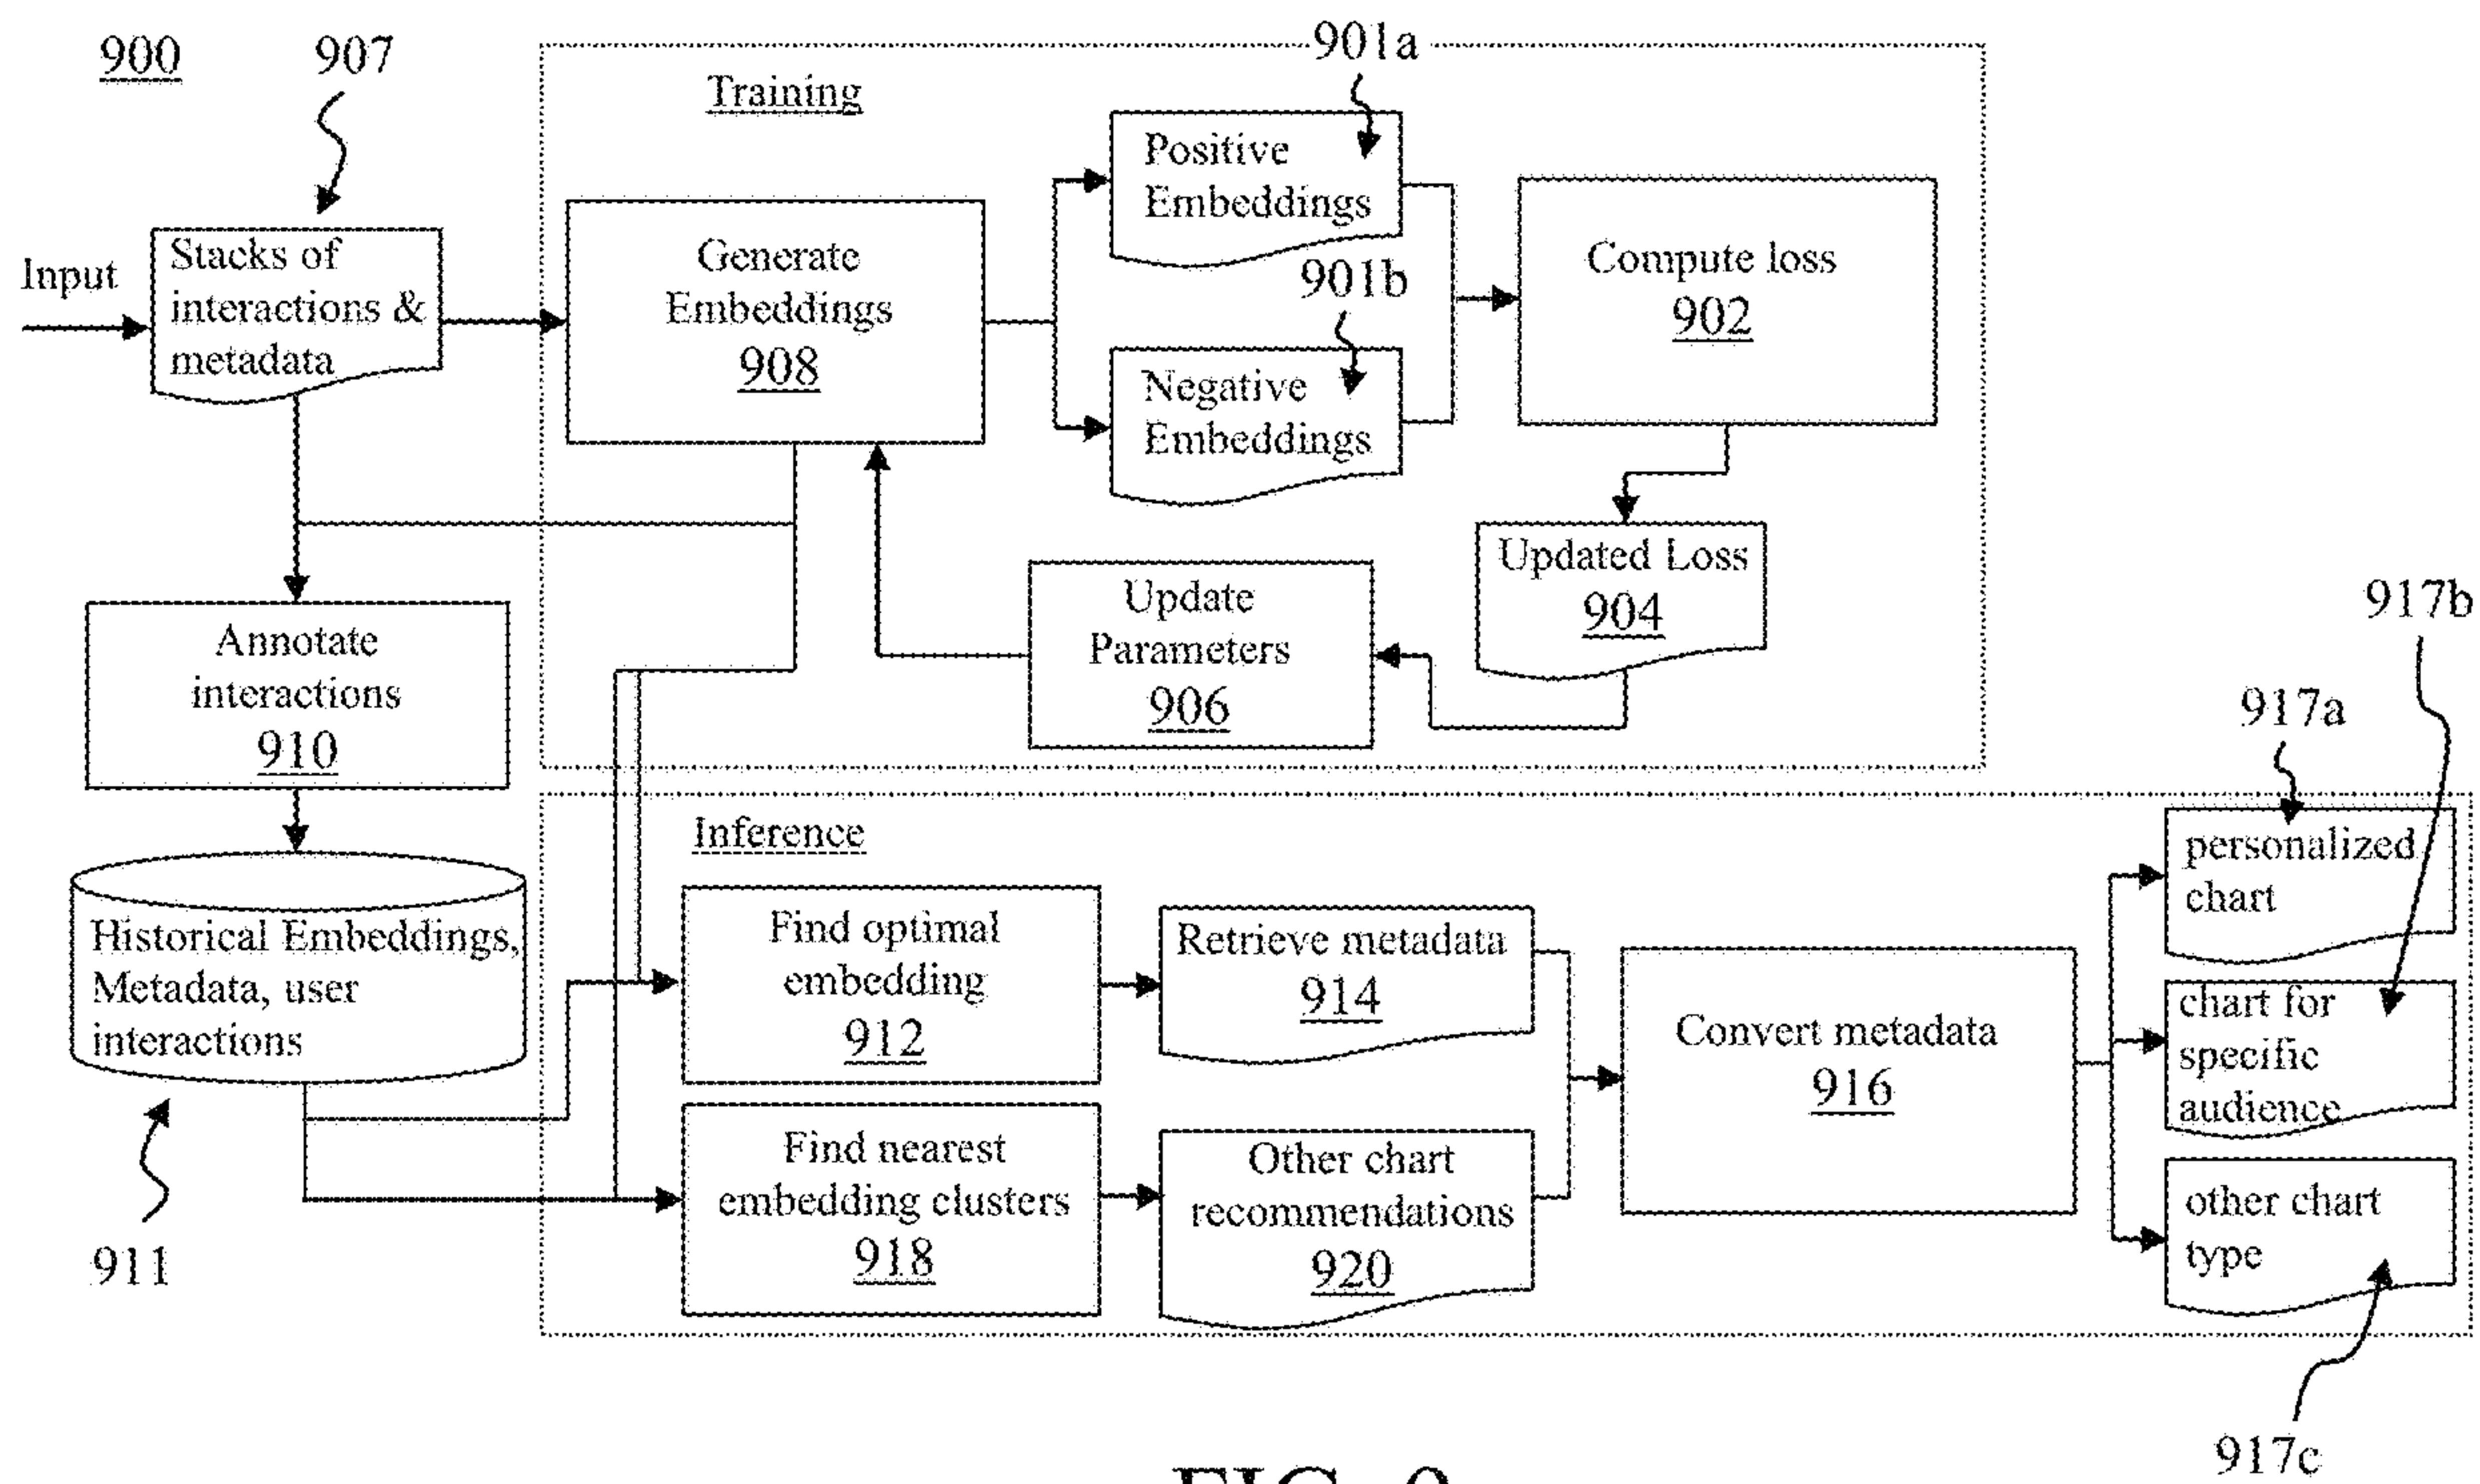 900
907
901a
Training
Input
Stacks of
interactions &
metadata
Generate
Embeddings
908
Positive
Embeddings
901b
Negative
Embeddings
Compute loss
902
Updated Loss
904
Update
Parameters
906
Annotate
interactions
910
917b
917a
Historical Embeddings,
Metadata, user
interactions
911
Inference
Find optimal
embedding
912
Retrieve metadata
914
Find nearest
embedding clusters
918
Other chart
recommendations
920
Convert metadata
916
personalized
chart
chart for
specific
audience
other chart
type
917c
FIG. 9